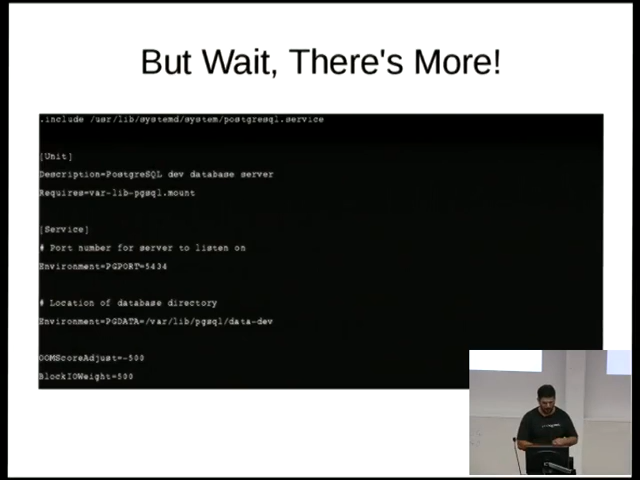 But Wait, There's More!
.include /usr/lib/systemd/system/postgresql.service
[Unit]
Description=PostgreSQL dev database server
Requires=var-lib-pgsql.mount
[Service]
# Port number for server to listen on
Environment=PGPORT=5434
# Location of database directory
Environment=PGDATA=/var/lib/pgsql/data-dev
OOMScoreAdjust=-500
BlockIOWeight=500